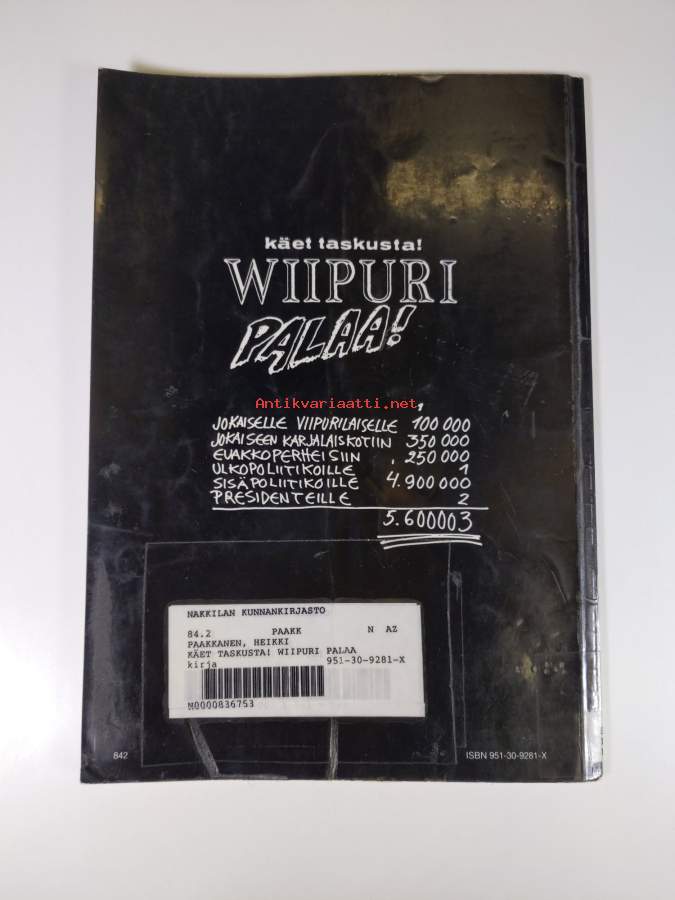 käet taskusta!
WIIPURI
PALAA!
Antikvariaatti.net
JOKAISELLE VIIPURILAISELLE 100 000
JOKAISEEN KARJALAISKOTIIN 350 000
EVAKKOPERHEISIIN 250 000
ULKOPOLIITIKOILLE 1
SISÄPOLIITIKOILLE 4.900 000
PRESIDENTEILLE 2
5.600003
NAKKILAN KUNNANKIRJASTO
84.2 PAAKK N AZ
PAAKKANEN, HEIKKI
KÄET TASKUSTA! WIIPURI PALAA
kirja 951-30-9281-X
N0000836753
842 ISBN 951-30-9281-X